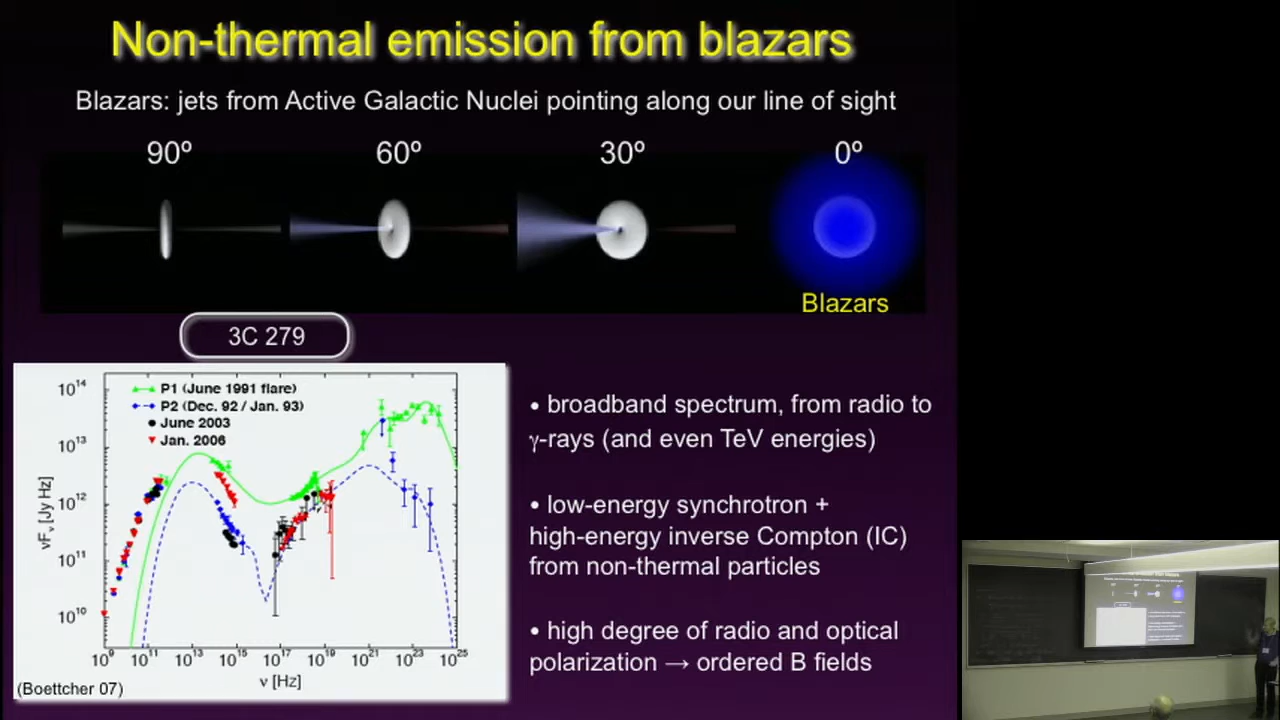 Non-thermal emission from blazars
Blazars: jets from Active Galactic Nuclei pointing along our line of sight
90º 60º 30º 0º
Blazars
3C 279
10^14
10^13
10^12
10^11
10^10
νFν [Jy Hz]
P1 (June 1991 flare)
P2 (Dec. 92 / Jan. 93)
June 2003
Jan. 2006
10^9 10^11 10^13 10^15 10^17 10^19 10^21 10^23 10^25
ν [Hz]
(Boettcher 07)
• broadband spectrum, from radio to
γ-rays (and even TeV energies)
• low-energy synchrotron +
high-energy inverse Compton (IC)
from non-thermal particles
• high degree of radio and optical
polarization → ordered B fields